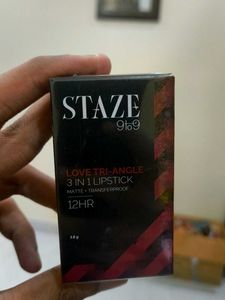 STAZE
9to9
LOVE TRI-ANGLE
3 IN 1 LIPSTICK
MATTE + TRANSFERPROOF
12HR